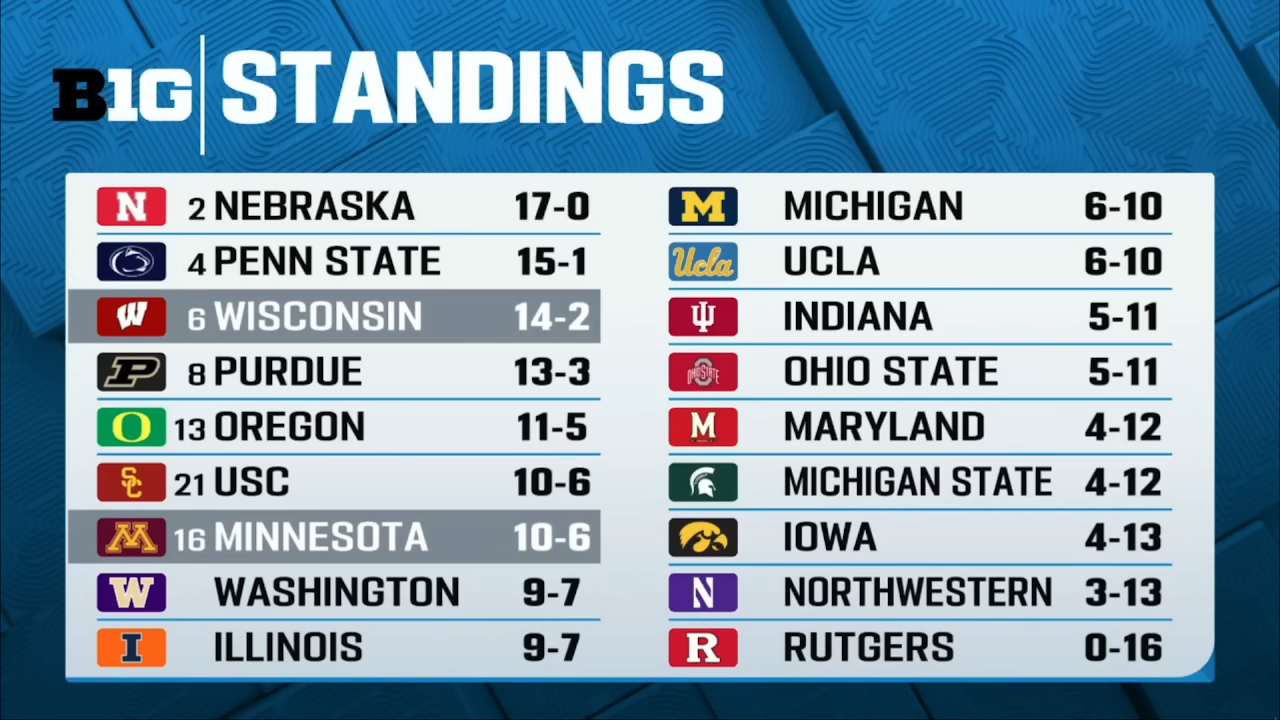 B1G STANDINGS
N 2 NEBRASKA 17-0
4 PENN STATE 15-1
W 6 WISCONSIN 14-2
P 8 PURDUE 13-3
O 13 OREGON 11-5
SC 21 USC 10-6
M 16 MINNESOTA 10-6
W WASHINGTON 9-7
I ILLINOIS 9-7
M MICHIGAN 6-10
Ucla UCLA 6-10
INDIANA 5-11
OHIO STATE OHIO STATE 5-11
M MARYLAND 4-12
MICHIGAN STATE 4-12
IOWA 4-13
N NORTHWESTERN 3-13
R RUTGERS 0-16